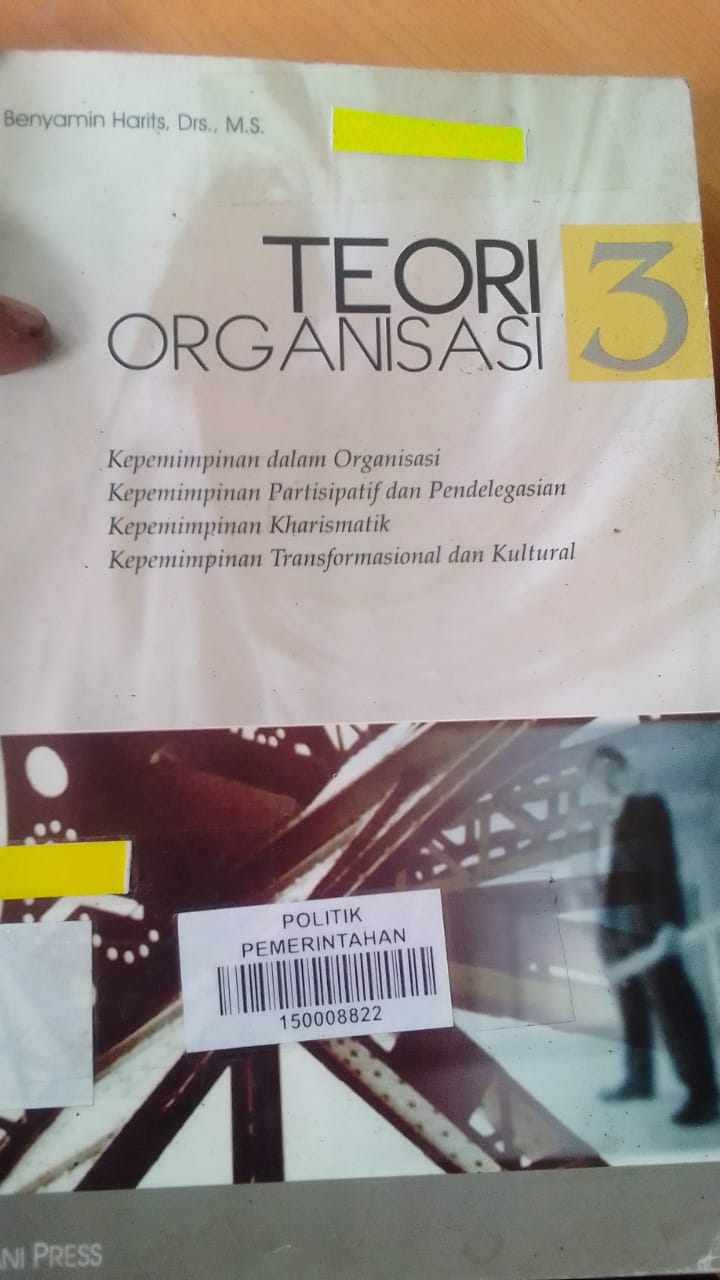 Benyamin Harits, Drs., M.S.
TEORI
ORGANISASI
3
Kepemimpinan dalam Organisasi
Kepemimpinan Partisipatif dan Pendelegasian
Kepemimpinan Kharismatik
Kepemimpinan Transformasional dan Kultural
POLITIK
PEMERINTAHAN
150008822
PRESS